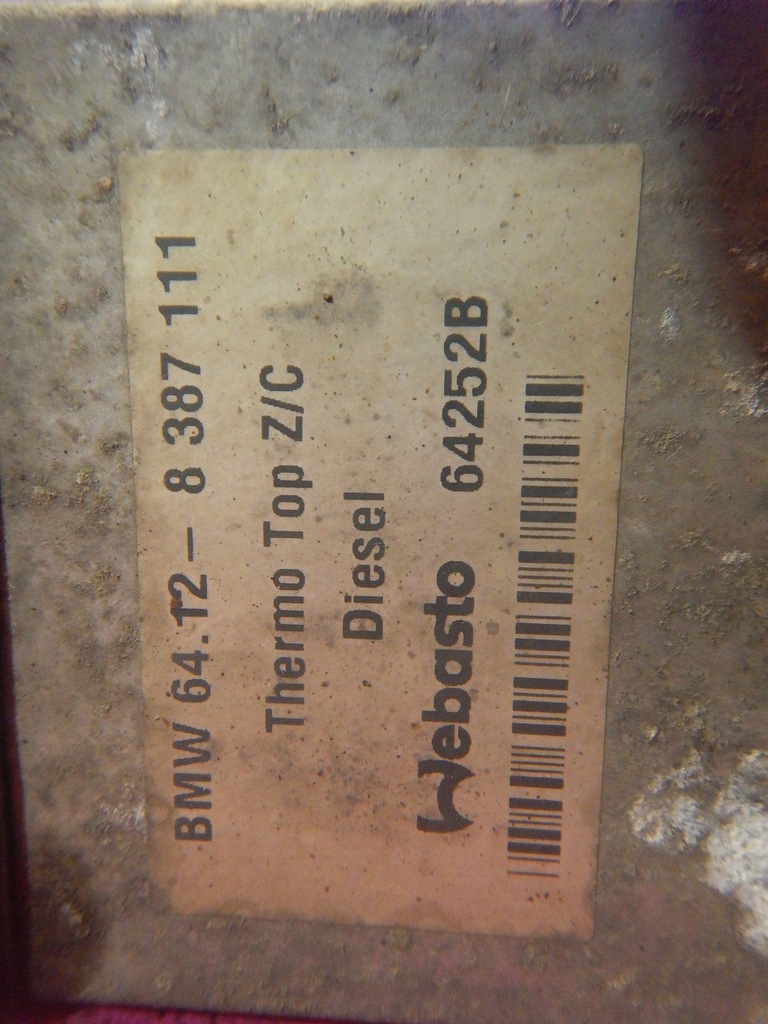 BMW 64.12– 8 387 111
Thermo Top Z/C
Diesel
Webasto 64252B